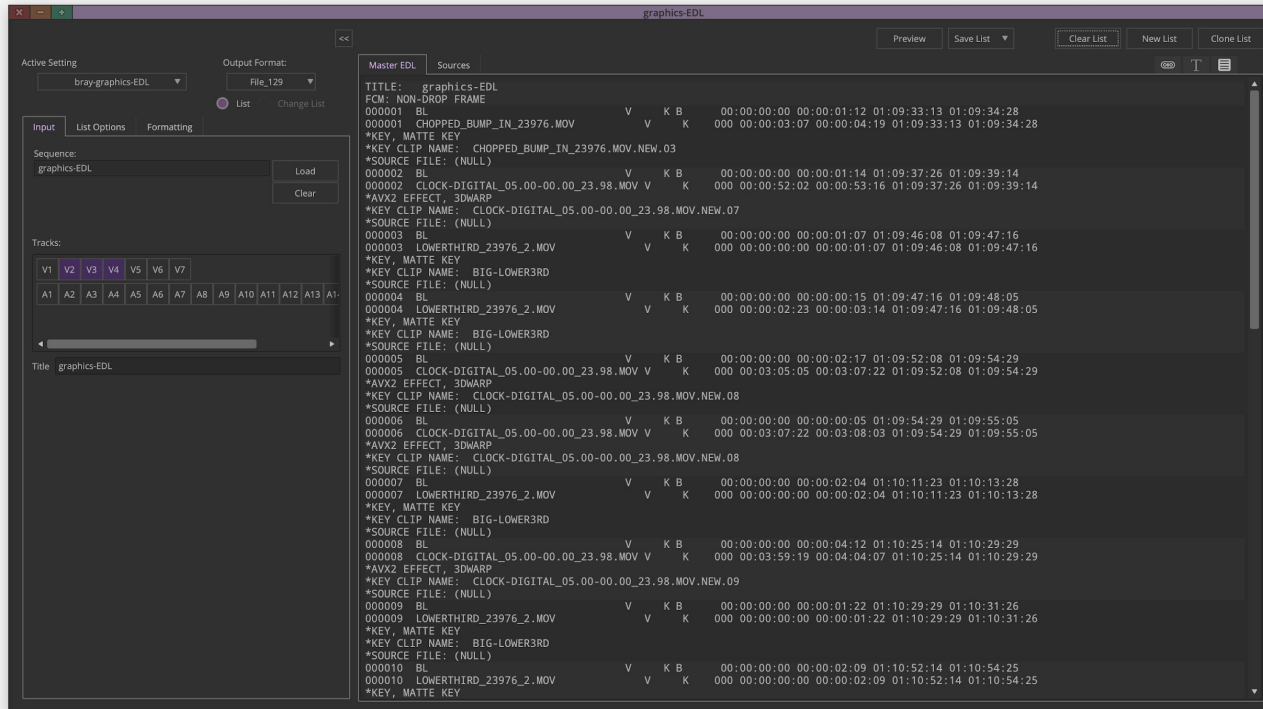 graphics-EDL
<<
Preview
Save List
Clear List
New List
Clone List
Active Setting
Output Format:
bray-graphics-EDL
File_129
List
Change List
Input
List Options
Formatting
Sequence:
graphics-EDL
Load
Clear
Tracks:
V1 V2 V3 V4 V5 V6 V7
A1 A2 A3 A4 A5 A6 A7 A8 A9 A10 A11 A12 A13
Title graphics-EDL
Master EDL
Sources
T
TITLE: graphics-EDL
FCM: NON-DROP FRAME
000001 BL V K B 00:00:00:00 00:00:01:12 01:09:33:13 01:09:34:28
000001 CHOPPED_BUMP_IN_23976.MOV V K 000 00:00:03:07 00:00:04:19 01:09:33:13 01:09:34:28
*KEY, MATTE KEY
*KEY CLIP NAME: CHOPPED_BUMP_IN_23976.MOV.NEW.03
*SOURCE FILE: (NULL)
000002 BL V K B 00:00:00:00 00:00:01:14 01:09:37:26 01:09:39:14
000002 CLOCK-DIGITAL_05.00-00.00_23.98.MOV V K 000 00:00:52:02 00:00:53:16 01:09:37:26 01:09:39:14
*AVX2 EFFECT, 3DWARP
*KEY CLIP NAME: CLOCK-DIGITAL_05.00-00.00_23.98.MOV.NEW.07
*SOURCE FILE: (NULL)
000003 BL V K B 00:00:00:00 00:00:01:07 01:09:46:08 01:09:47:16
000003 LOWERTHIRD_23976_2.MOV V K 000 00:00:00:00 00:00:01:07 01:09:46:08 01:09:47:16
*KEY, MATTE KEY
*KEY CLIP NAME: BIG-LOWER3RD
*SOURCE FILE: (NULL)
000004 BL V K B 00:00:00:00 00:00:00:15 01:09:47:16 01:09:48:05
000004 LOWERTHIRD_23976_2.MOV V K 000 00:00:02:23 00:00:03:14 01:09:47:16 01:09:48:05
*KEY, MATTE KEY
*KEY CLIP NAME: BIG-LOWER3RD
*SOURCE FILE: (NULL)
000005 BL V K B 00:00:00:00 00:00:02:17 01:09:52:08 01:09:54:29
000005 CLOCK-DIGITAL_05.00-00.00_23.98.MOV V K 000 00:03:05:05 00:03:07:22 01:09:52:08 01:09:54:29
*AVX2 EFFECT, 3DWARP
*KEY CLIP NAME: CLOCK-DIGITAL_05.00-00.00_23.98.MOV.NEW.08
*SOURCE FILE: (NULL)
000006 BL V K B 00:00:00:00 00:00:00:05 01:09:54:29 01:09:55:05
000006 CLOCK-DIGITAL_05.00-00.00_23.98.MOV V K 000 00:03:07:22 00:03:08:03 01:09:54:29 01:09:55:05
*AVX2 EFFECT, 3DWARP
*KEY CLIP NAME: CLOCK-DIGITAL_05.00-00.00_23.98.MOV.NEW.08
*SOURCE FILE: (NULL)
000007 BL V K B 00:00:00:00 00:00:02:04 01:10:11:23 01:10:13:28
000007 LOWERTHIRD_23976_2.MOV V K 000 00:00:00:00 00:00:02:04 01:10:11:23 01:10:13:28
*KEY, MATTE KEY
*KEY CLIP NAME: BIG-LOWER3RD
*SOURCE FILE: (NULL)
000008 BL V K B 00:00:00:00 00:00:04:12 01:10:25:14 01:10:29:29
000008 CLOCK-DIGITAL_05.00-00.00_23.98.MOV V K 000 00:03:59:19 00:04:04:07 01:10:25:14 01:10:29:29
*AVX2 EFFECT, 3DWARP
*KEY CLIP NAME: CLOCK-DIGITAL_05.00-00.00_23.98.MOV.NEW.09
*SOURCE FILE: (NULL)
000009 BL V K B 00:00:00:00 00:00:01:22 01:10:29:29 01:10:31:26
000009 LOWERTHIRD_23976_2.MOV V K 000 00:00:00:00 00:00:01:22 01:10:29:29 01:10:31:26
*KEY, MATTE KEY
*KEY CLIP NAME: BIG-LOWER3RD
*SOURCE FILE: (NULL)
000010 BL V K B 00:00:00:00 00:00:02:09 01:10:52:14 01:10:54:25
000010 LOWERTHIRD_23976_2.MOV V K 000 00:00:00:00 00:00:02:09 01:10:52:14 01:10:54:25
*KEY, MATTE KEY